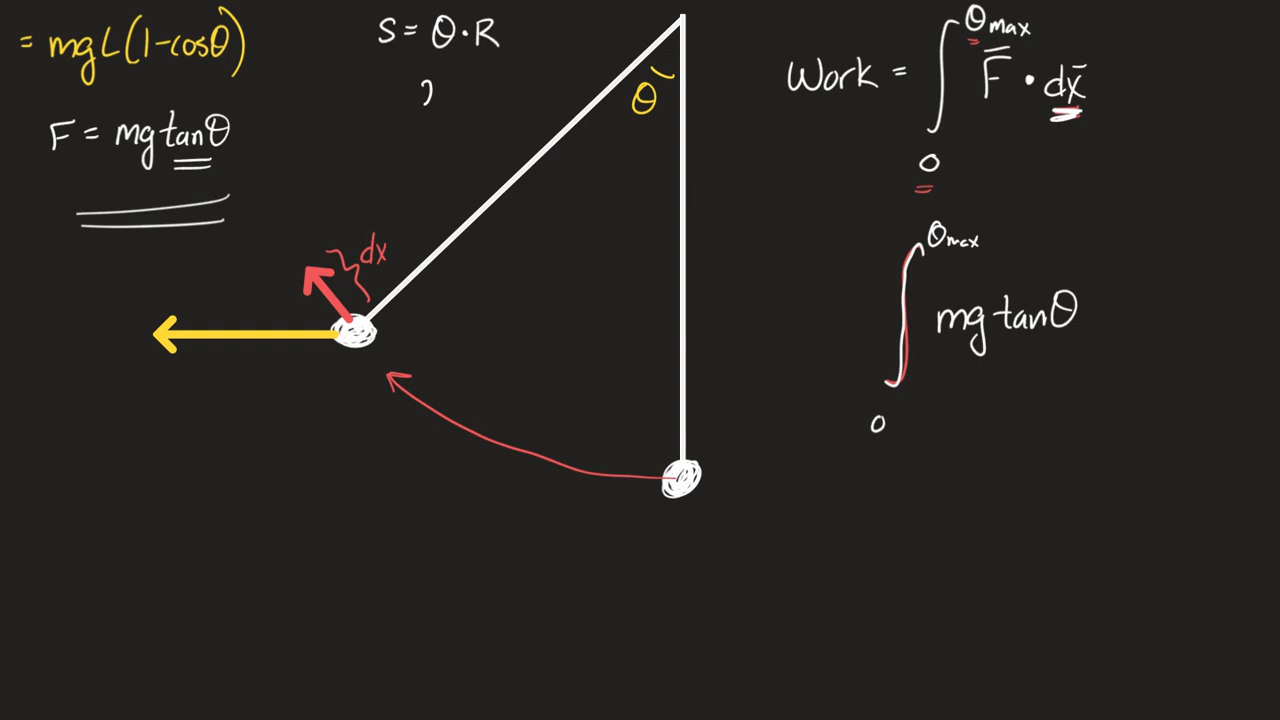 = mgL(1-cosθ)
F = mg tanθ
S = θ·R
,
θ
dx
Work = ∫₀^θmax F̄ · dx̄
∫₀^θmax mg tanθ